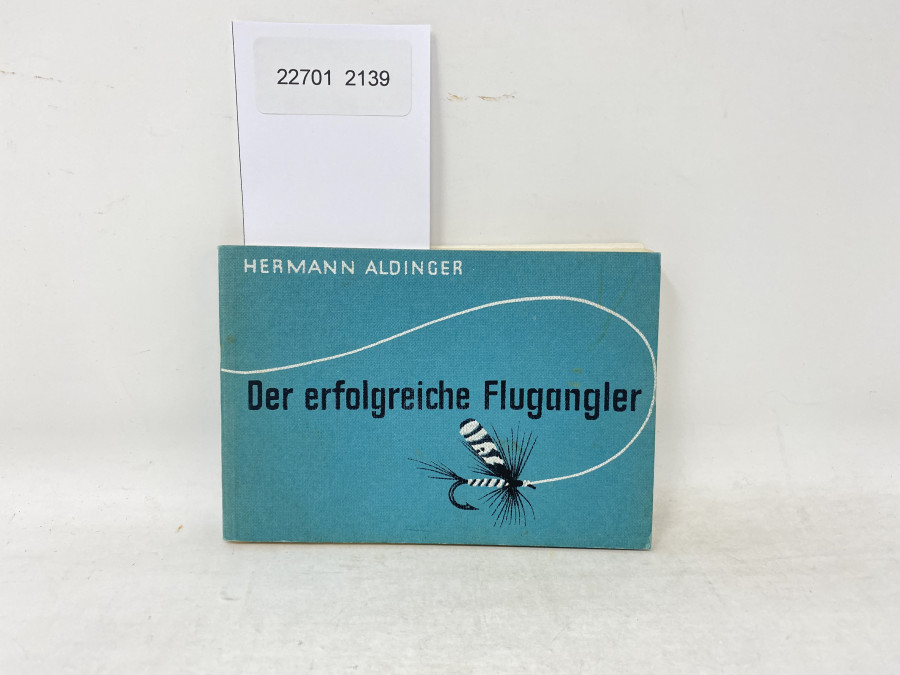 22701 2139
HERMANN ALDINGER
Der erfolgreiche Flugangler